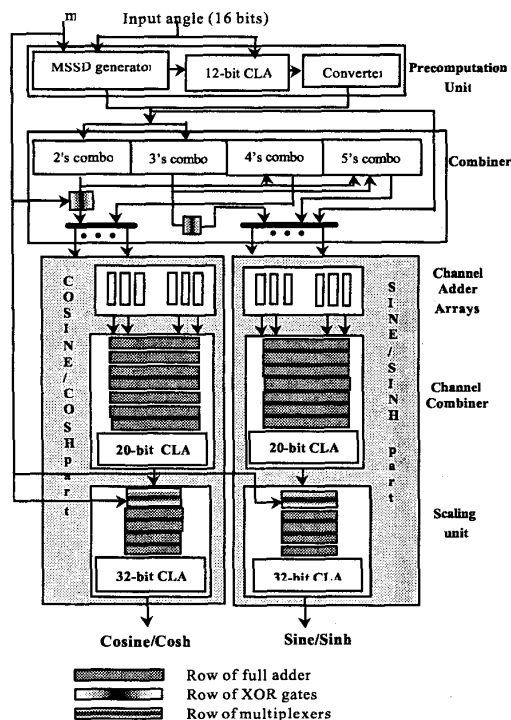 m
Input angle (16 bits)
MSSD generator
12-bit CLA
Converter
Precomputation
Unit
2's combo
3's combo
4's combo
5's combo
Combiner
COSINE/COSH part
SINE/SINH part
Channel
Adder
Arrays
Channel
Combiner
20-bit CLA
20-bit CLA
Scaling
unit
32-bit CLA
32-bit CLA
Cosine/Cosh
Sine/Sinh
Row of full adder
Row of XOR gates
Row of multiplexers